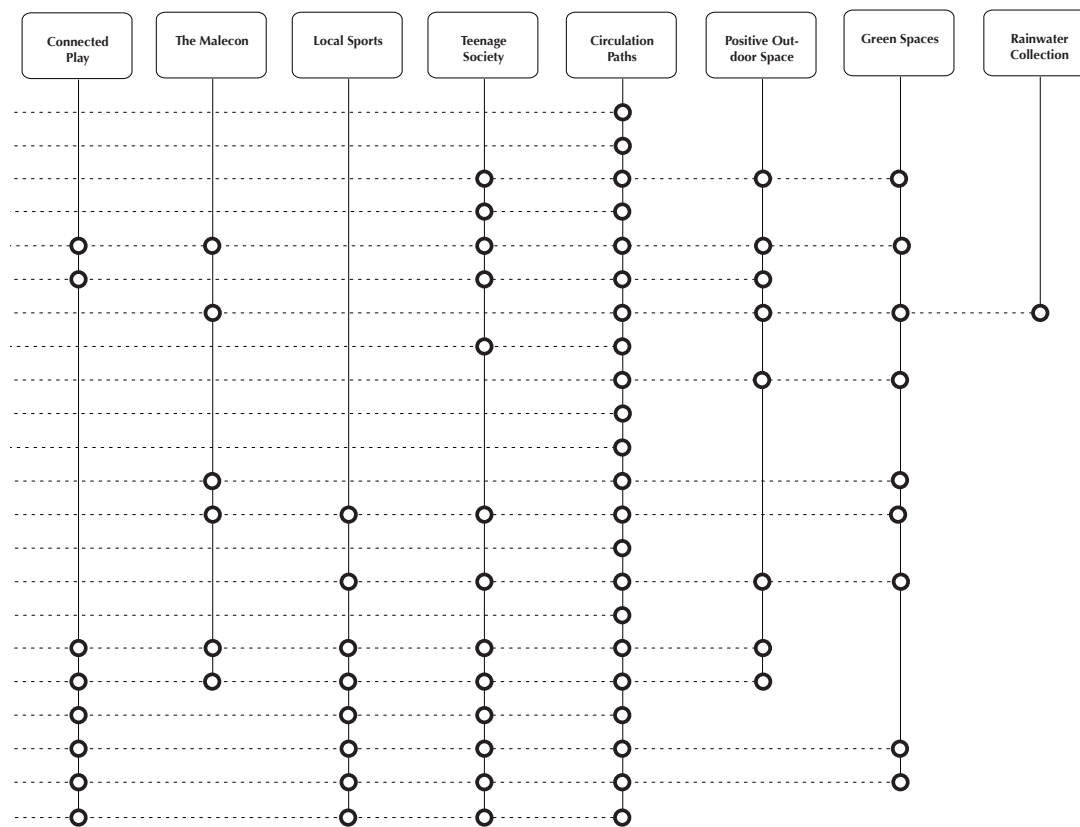 Connected
Play
The Malecon
Local Sports
Teenage
Society
Circulation
Paths
Positive Out-
door Space
Green Spaces
Rainwater
Collection